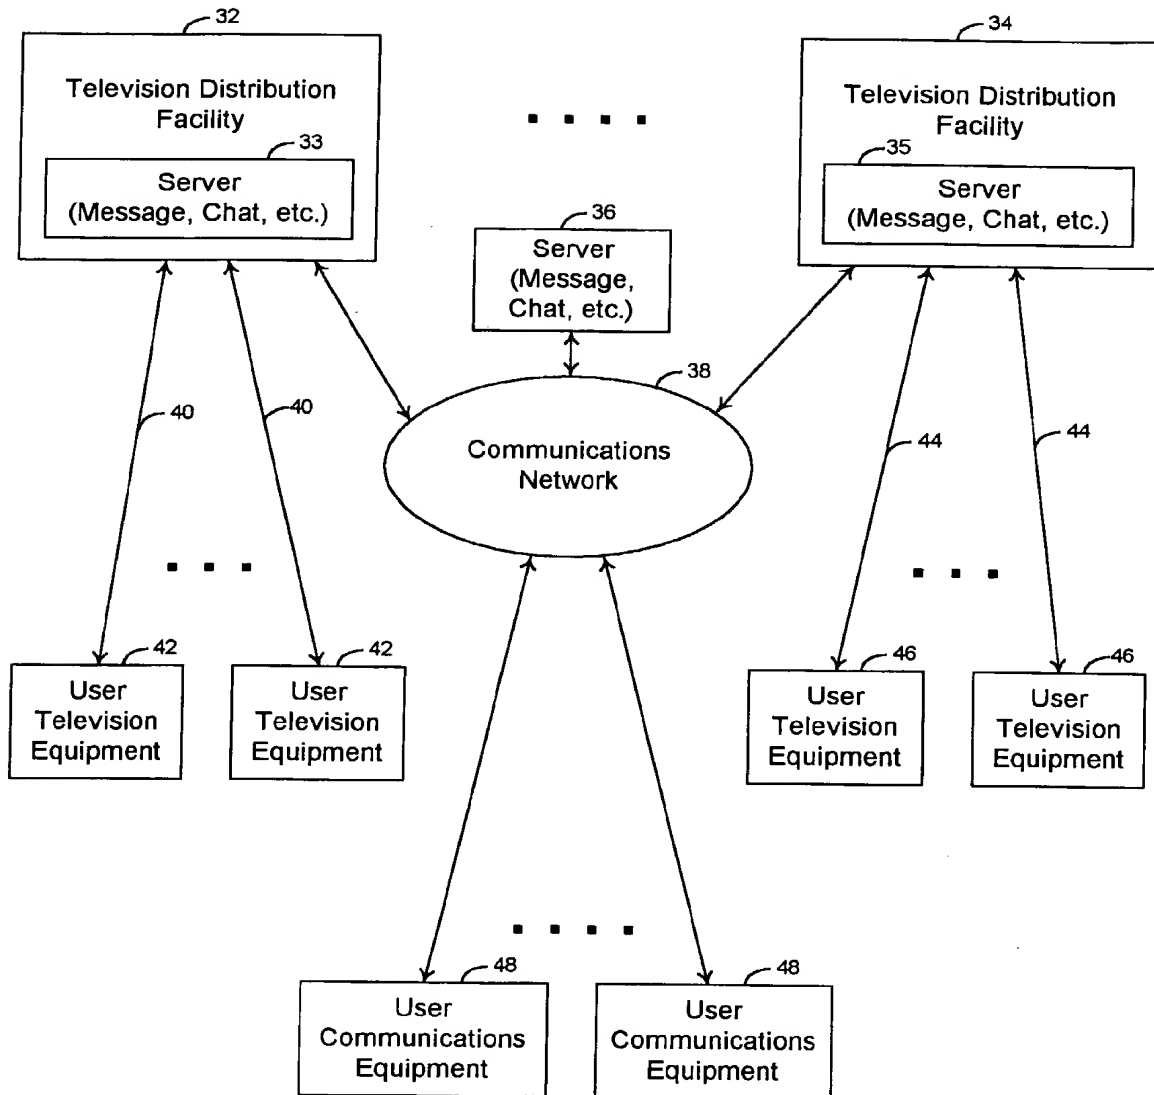 32
Television Distribution
Facility
33
Server
(Message, Chat, etc.)
34
Television Distribution
Facility
35
Server
(Message, Chat, etc.)
36
Server
(Message,
Chat, etc.)
38
Communications
Network
40
40
44
44
42
User
Television
Equipment
42
User
Television
Equipment
46
User
Television
Equipment
46
User
Television
Equipment
48
User
Communications
Equipment
48
User
Communications
Equipment